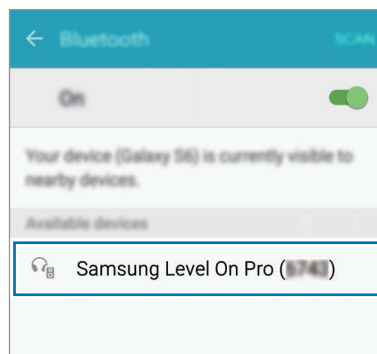 Bluetooth SCAN
On
Your device (Galaxy S6) is currently visible to
nearby devices.
Available devices
Samsung Level On Pro ( )